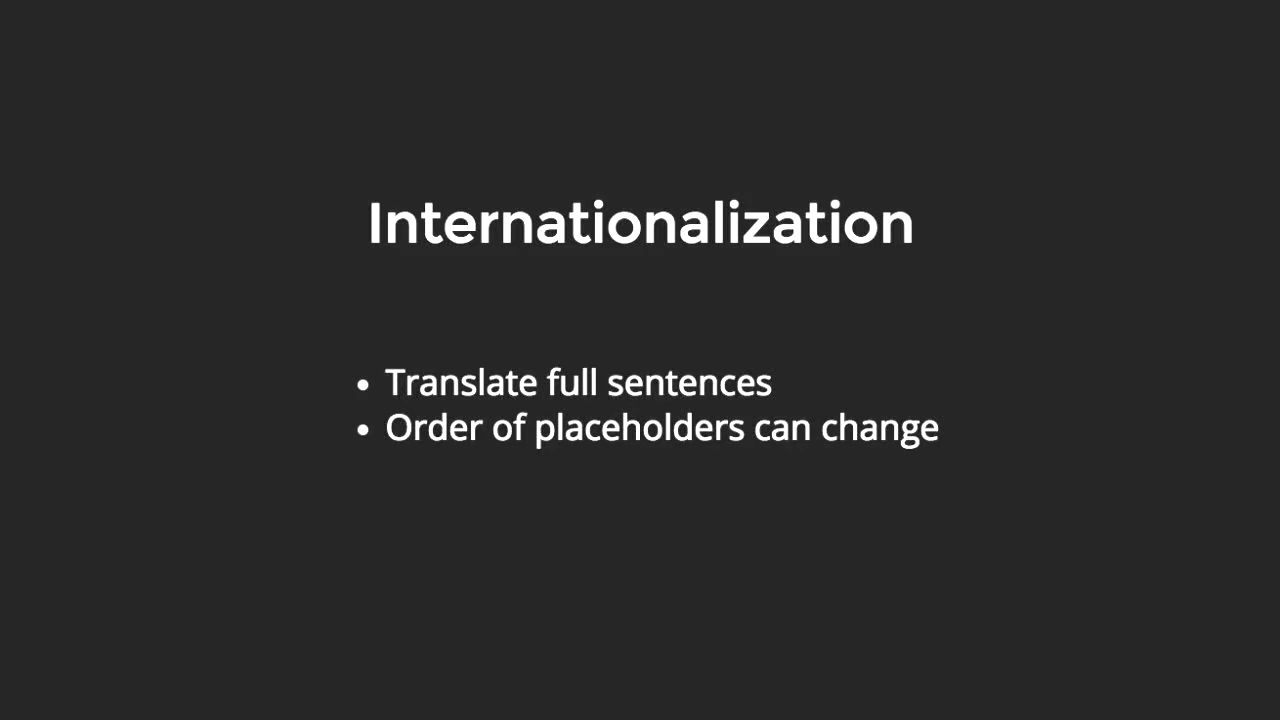 Internationalization
• Translate full sentences
• Order of placeholders can change